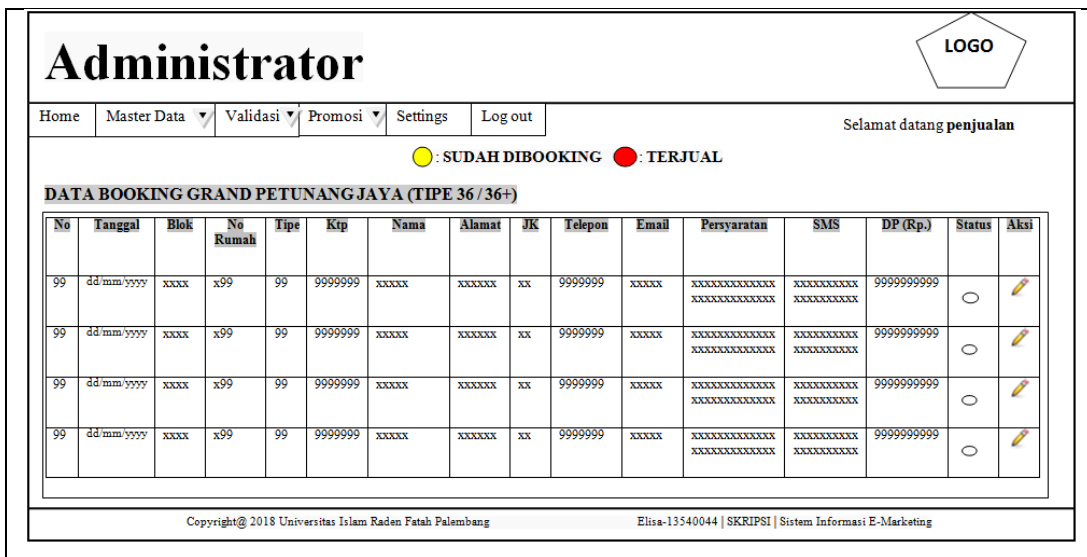 Administrator
LOGO
Home Master Data Validasi Promosi Settings Log out
Selamat datang penjualan
: SUDAH DIBOOKING : TERJUAL
DATA BOOKING GRAND PETUNANG JAYA (TIPE 36 / 36+)
No Tanggal Blok No Rumah Tipe Ktp Nama Alamat JK Telepon Email Persyaratan SMS DP (Rp.) Status Aksi
99 dd/mm/yyyy xxxx x99 99 9999999 xxxxx xxxxxx xx 9999999 xxxxx xxxxxxxxxxxxx xxxxxxxxxx 9999999999
xxxxxxxxxxxxx xxxxxxxxxx
99 dd/mm/yyyy xxxx x99 99 9999999 xxxxx xxxxxx xx 9999999 xxxxx xxxxxxxxxxxxx xxxxxxxxxx 9999999999
xxxxxxxxxxxxx xxxxxxxxxx
99 dd/mm/yyyy xxxx x99 99 9999999 xxxxx xxxxxx xx 9999999 xxxxx xxxxxxxxxxxxx xxxxxxxxxx 9999999999
xxxxxxxxxxxxx xxxxxxxxxx
99 dd/mm/yyyy xxxx x99 99 9999999 xxxxx xxxxxx xx 9999999 xxxxx xxxxxxxxxxxxx xxxxxxxxxx 9999999999
xxxxxxxxxxxxx xxxxxxxxxx
Copyright@ 2018 Universitas Islam Raden Fatah Palembang Elisa-13540044 | SKRIPSI | Sistem Informasi E-Marketing